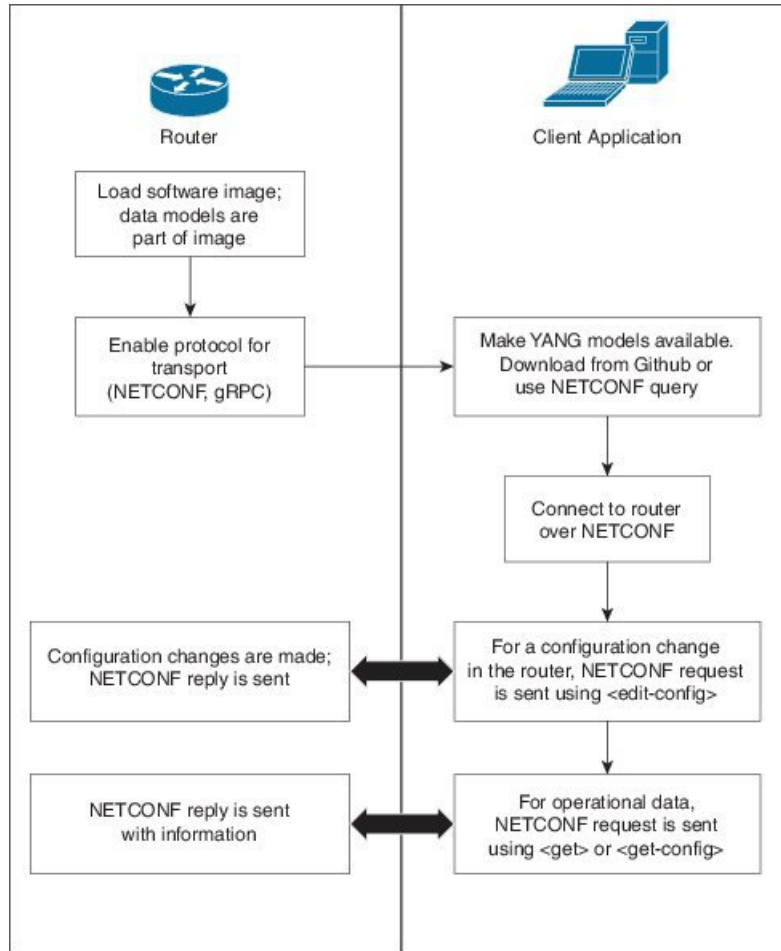 Router
Client Application
Load software image;
data models are
part of image
Enable protocol for
transport
(NETCONF, gRPC)
Make YANG models available.
Download from Github or
use NETCONF query
Connect to router
over NETCONF
Configuration changes are made;
NETCONF reply is sent
For a configuration change
in the router, NETCONF request
is sent using <edit-config>
NETCONF reply is sent
with information
For operational data,
NETCONF request is sent
using <get> or <get-config>